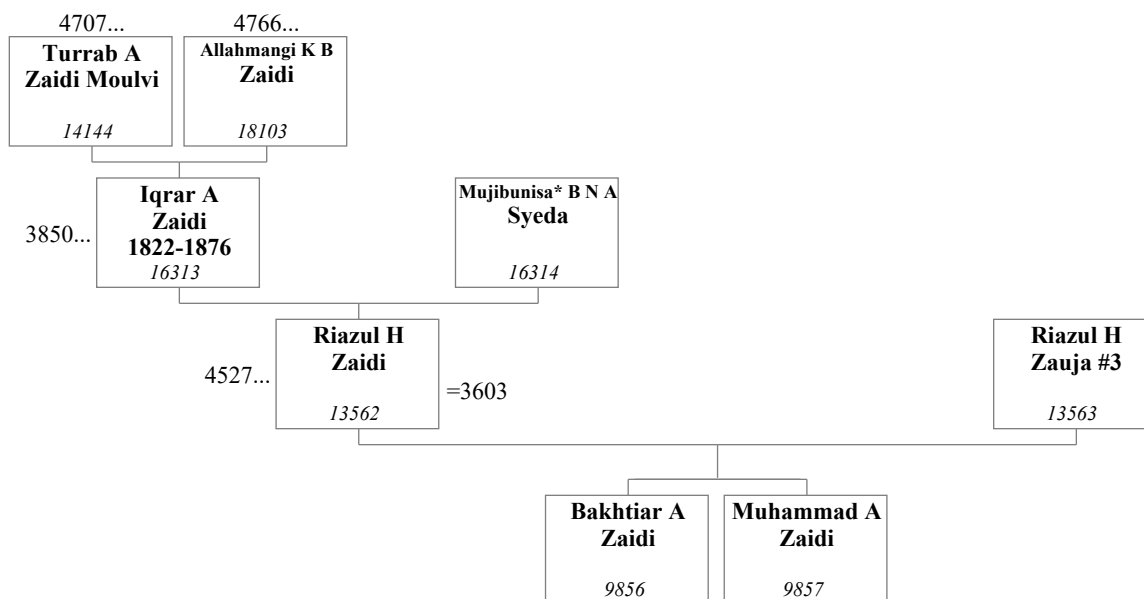 4707...
4766...
Turrab A
Zaidi Moulvi
14144
Allahmangi K B
Zaidi
18103
3850...
Iqrar A
Zaidi
1822-1876
16313
Mujibunisa* B N A
Syeda
16314
4527...
Riazul H
Zaidi
13562
=3603
Riazul H
Zauja #3
13563
Bakhtiar A
Zaidi
9856
Muhammad A
Zaidi
9857